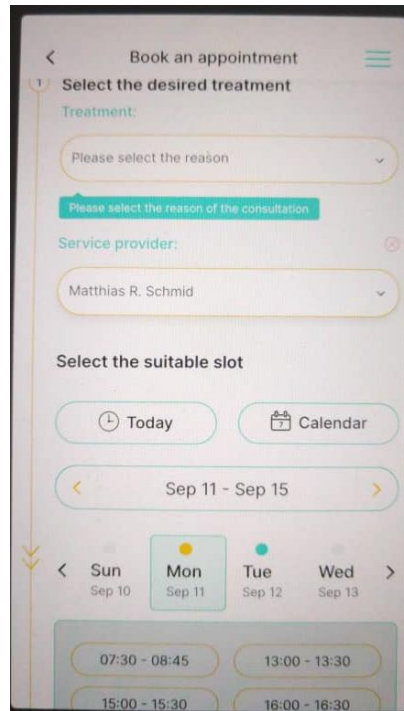 Book an appointment
1 Select the desired treatment
Treatment:
Please select the reason
Please select the reason of the consultation
Service provider:
Matthias R. Schmid
Select the suitable slot
Today
7 Calendar
Sep 11 - Sep 15
Sun Mon Tue Wed
Sep 10 Sep 11 Sep 12 Sep 13
07:30 - 08:45 13:00 - 13:30
15:00 - 15:30 16:00 - 16:30